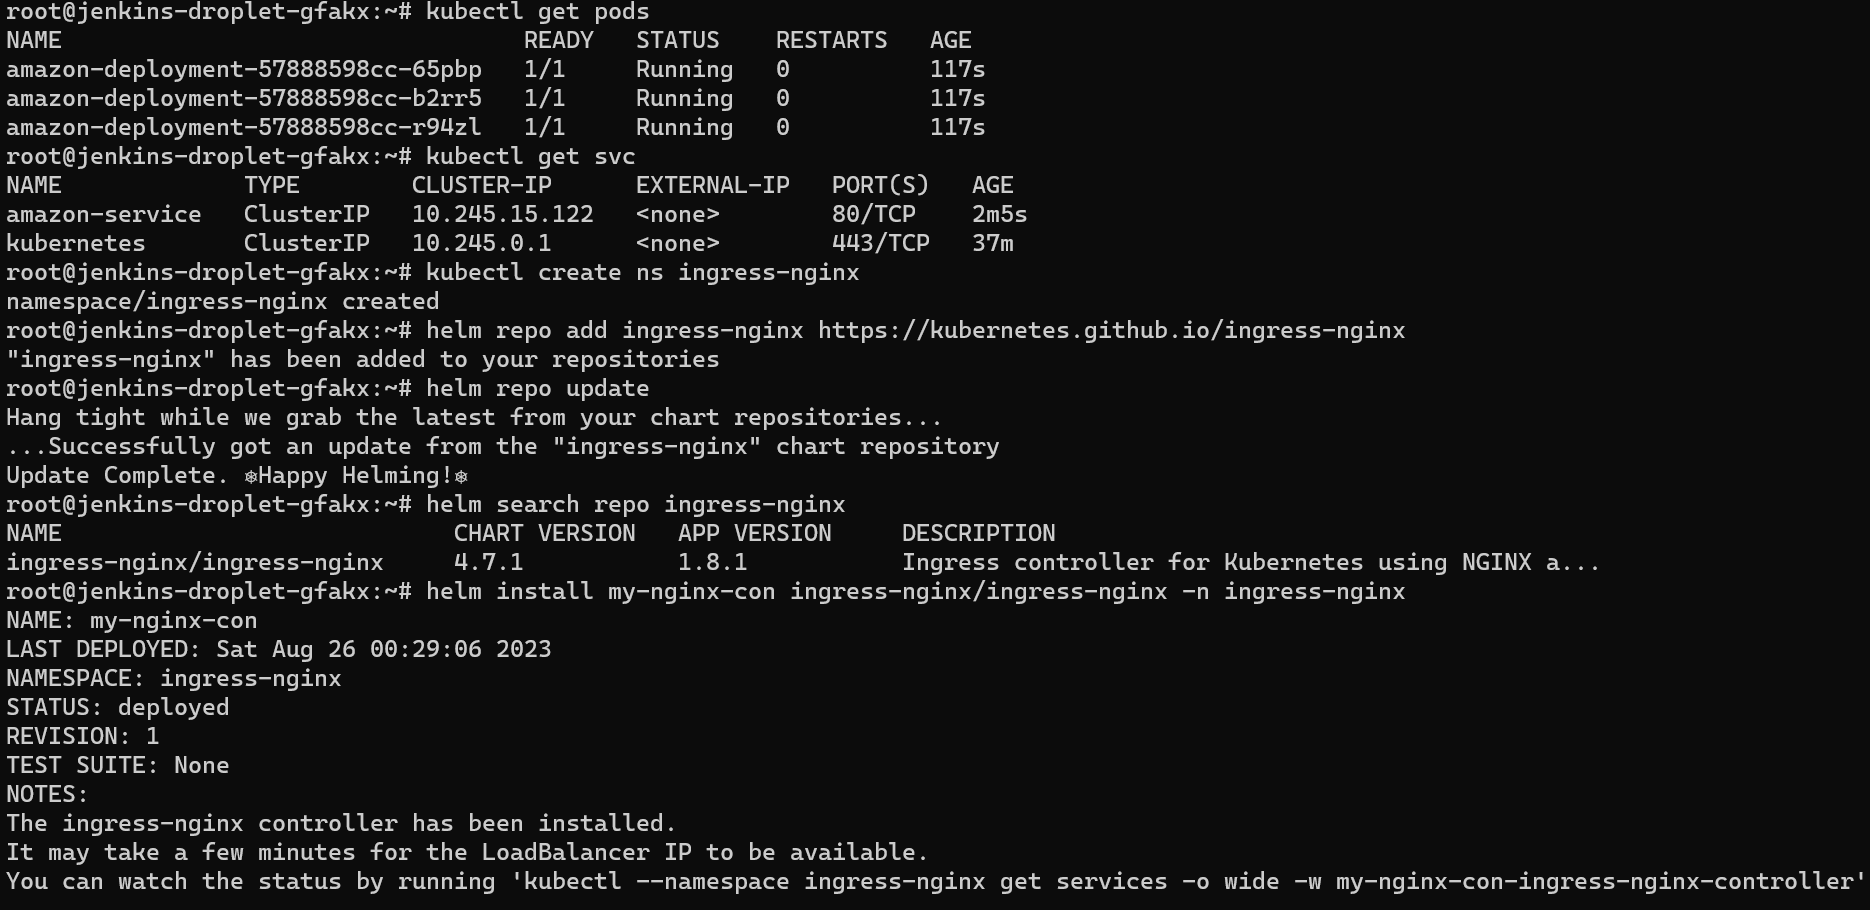 root@jenkins-droplet-gfakx:~# kubectl get pods
NAME                                 READY   STATUS    RESTARTS   AGE
amazon-deployment-57888598cc-65pbp   1/1     Running   0          117s
amazon-deployment-57888598cc-b2rr5   1/1     Running   0          117s
amazon-deployment-57888598cc-r94zl   1/1     Running   0          117s
root@jenkins-droplet-gfakx:~# kubectl get svc
NAME             TYPE        CLUSTER-IP      EXTERNAL-IP   PORT(S)   AGE
amazon-service   ClusterIP   10.245.15.122   <none>        80/TCP    2m5s
kubernetes       ClusterIP   10.245.0.1      <none>        443/TCP   37m
root@jenkins-droplet-gfakx:~# kubectl create ns ingress-nginx
namespace/ingress-nginx created
root@jenkins-droplet-gfakx:~# helm repo add ingress-nginx https://kubernetes.github.io/ingress-nginx
"ingress-nginx" has been added to your repositories
root@jenkins-droplet-gfakx:~# helm repo update
Hang tight while we grab the latest from your chart repositories...
...Successfully got an update from the "ingress-nginx" chart repository
Update Complete. ⎈Happy Helming!⎈
root@jenkins-droplet-gfakx:~# helm search repo ingress-nginx
NAME                            CHART VERSION   APP VERSION     DESCRIPTION
ingress-nginx/ingress-nginx     4.7.1           1.8.1           Ingress controller for Kubernetes using NGINX a...
root@jenkins-droplet-gfakx:~# helm install my-nginx-con ingress-nginx/ingress-nginx -n ingress-nginx
NAME: my-nginx-con
LAST DEPLOYED: Sat Aug 26 00:29:06 2023
NAMESPACE: ingress-nginx
STATUS: deployed
REVISION: 1
TEST SUITE: None
NOTES:
The ingress-nginx controller has been installed.
It may take a few minutes for the LoadBalancer IP to be available.
You can watch the status by running 'kubectl --namespace ingress-nginx get services -o wide -w my-nginx-con-ingress-nginx-controller'